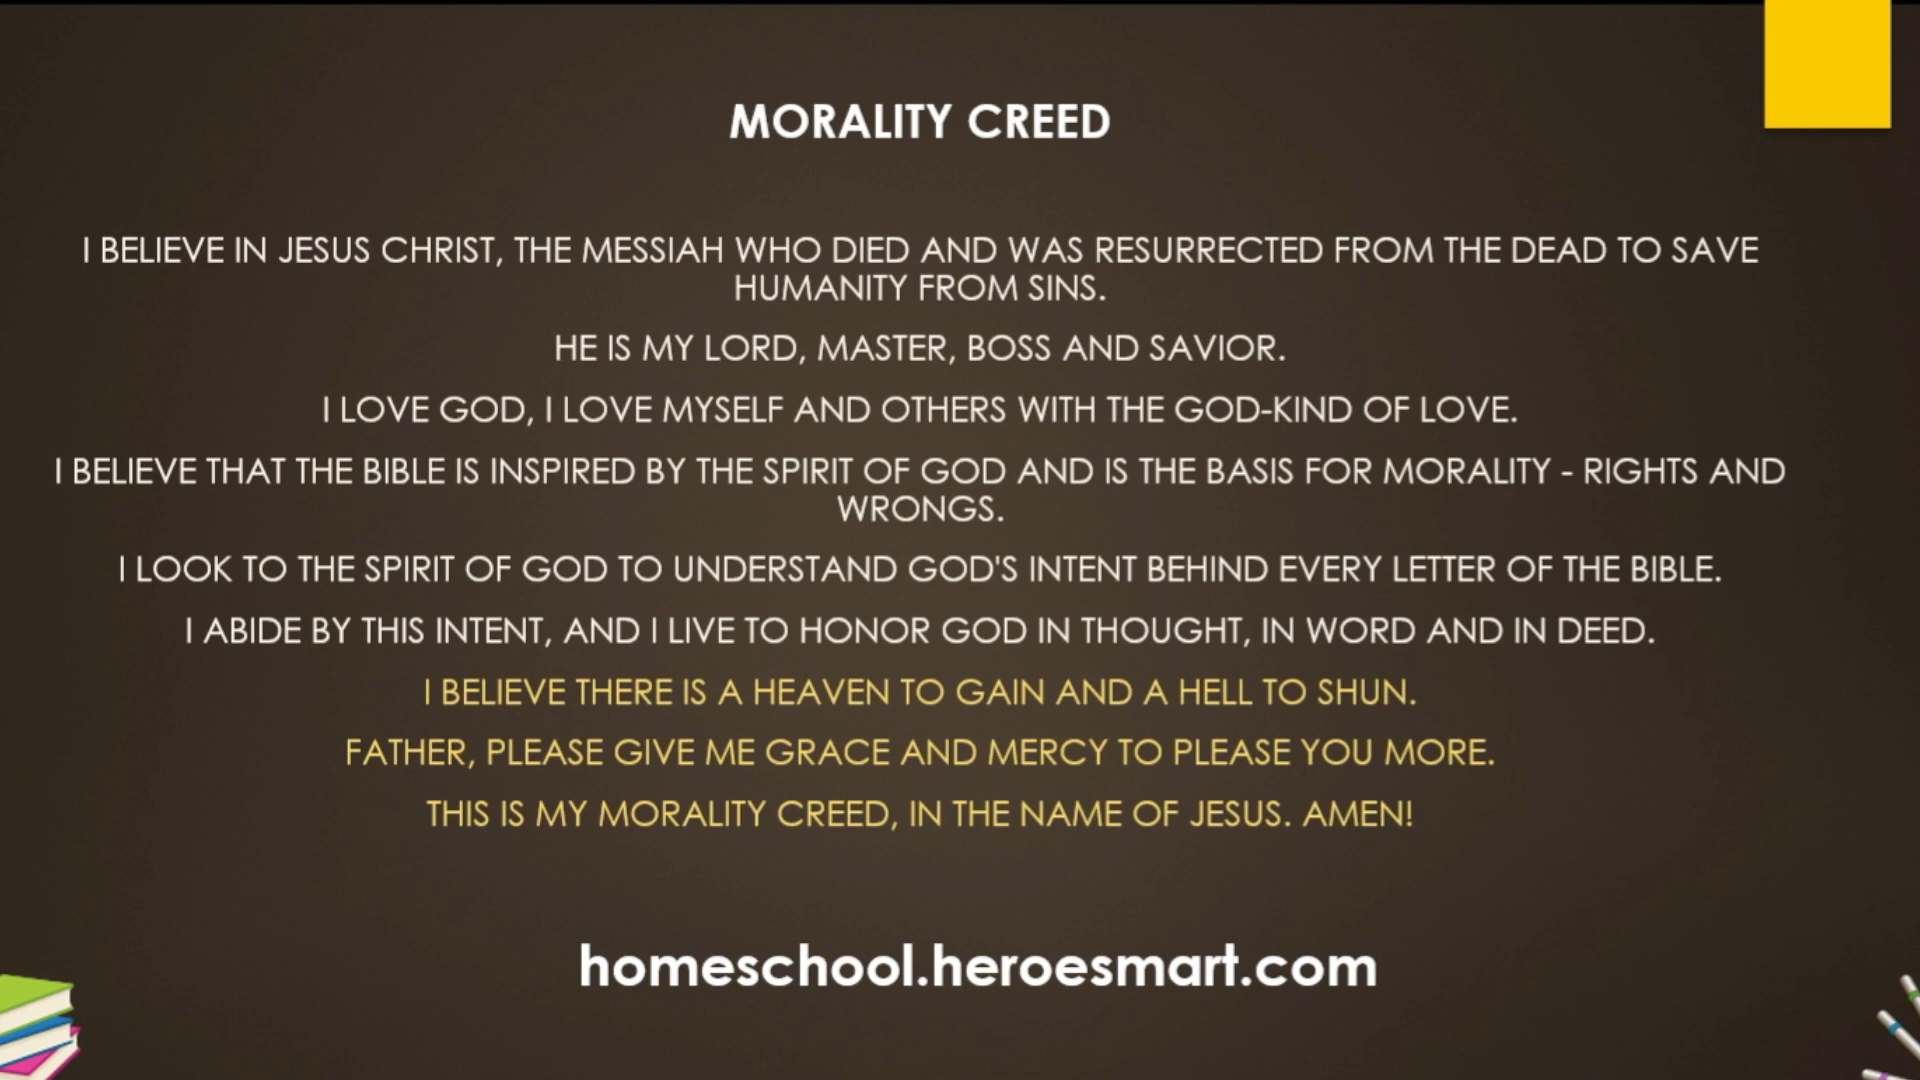 MORALITY CREED
I BELIEVE IN JESUS CHRIST, THE MESSIAH WHO DIED AND WAS RESURRECTED FROM THE DEAD TO SAVE
HUMANITY FROM SINS.
HE IS MY LORD, MASTER, BOSS AND SAVIOR.
I LOVE GOD, I LOVE MYSELF AND OTHERS WITH THE GOD-KIND OF LOVE.
I BELIEVE THAT THE BIBLE IS INSPIRED BY THE SPIRIT OF GOD AND IS THE BASIS FOR MORALITY - RIGHTS AND
WRONGS.
I LOOK TO THE SPIRIT OF GOD TO UNDERSTAND GOD'S INTENT BEHIND EVERY LETTER OF THE BIBLE.
I ABIDE BY THIS INTENT, AND I LIVE TO HONOR GOD IN THOUGHT, IN WORD AND IN DEED.
I BELIEVE THERE IS A HEAVEN TO GAIN AND A HELL TO SHUN.
FATHER, PLEASE GIVE ME GRACE AND MERCY TO PLEASE YOU MORE.
THIS IS MY MORALITY CREED, IN THE NAME OF JESUS. AMEN!
homeschool.heroesmart.com